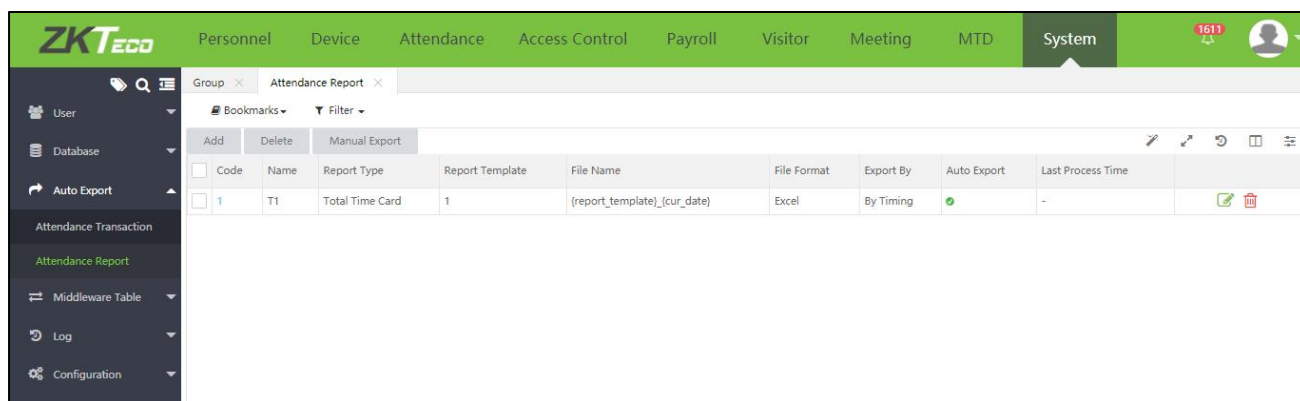 ZKTECO Personnel Device Attendance Access Control Payroll Visitor Meeting MTD System 1611
Group Attendance Report
User
Bookmarks Filter
Database
Add Delete Manual Export
Code Name Report Type Report Template File Name File Format Export By Auto Export Last Process Time
Auto Export
1 T1 Total Time Card 1 {report_template}_{cur_date} Excel By Timing -
Attendance Transaction
Attendance Report
Middleware Table
Log
Configuration